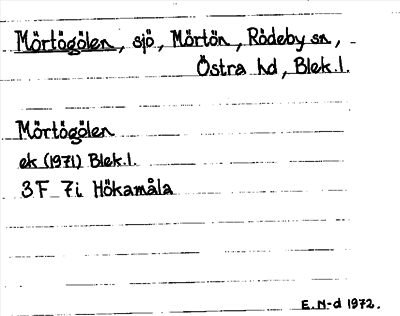 Mörtögölen, sjö, Mörtön, Rödeby sn,
Östra hd, Blek.l.
Mörtögölen
ek (1971) Blek.l.
3F 7i Hökamåla
E.N-d 1972.